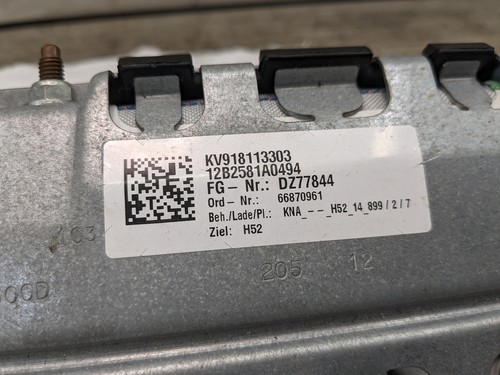 KV918113303
12B2581A0494
FG- Nr.: DZ77844
Ord- Nr.: 66870961
Beh./Lade/Pl.: KNA_--_H52_14_899/2/7
Ziel: H52
205 12